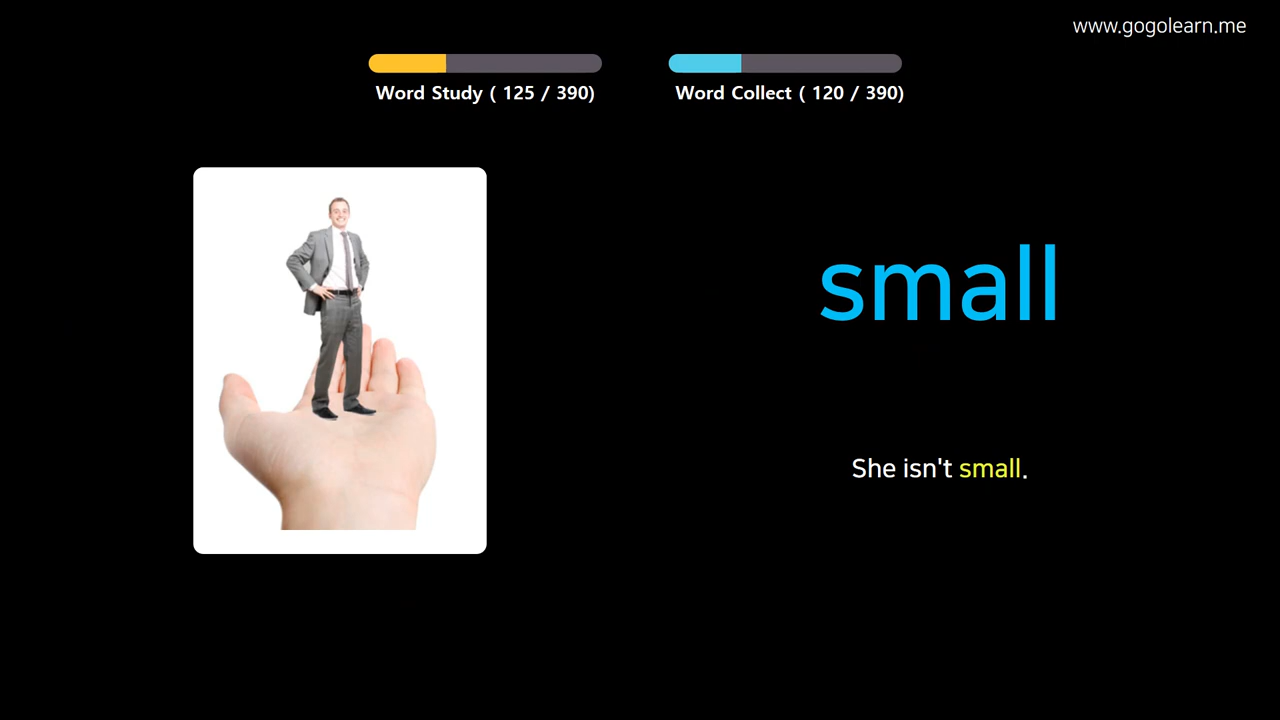 www.gogolearn.me
Word Study ( 125 / 390)
Word Collect ( 120 / 390)
small
She isn't small.